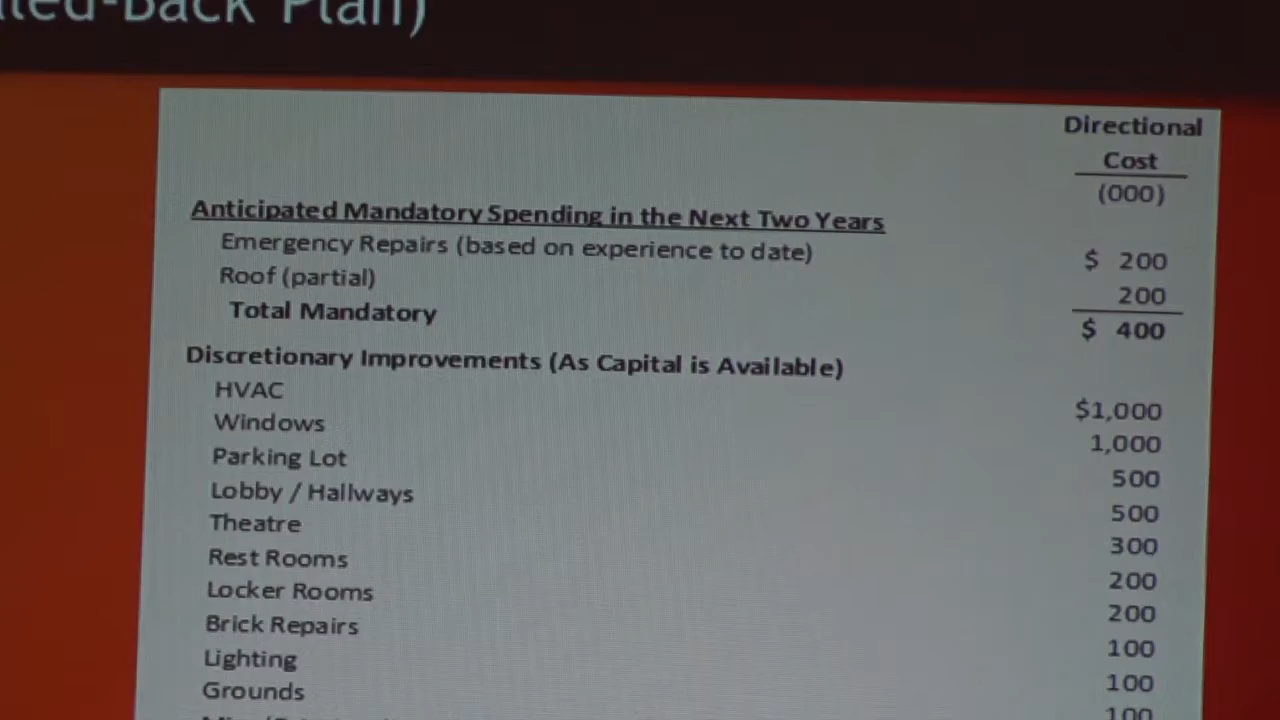 Plan)
Directional
Cost
(000)
Anticipated Mandatory Spending in the Next Two Years
Emergency Repairs (based on experience to date) $ 200
Roof (partial) 200
Total Mandatory $ 400
Discretionary Improvements (As Capital is Available)
HVAC $1,000
Windows 1,000
Parking Lot 500
Lobby / Hallways 500
Theatre 300
Rest Rooms 200
Locker Rooms 200
Brick Repairs 100
Lighting 100
Grounds 100